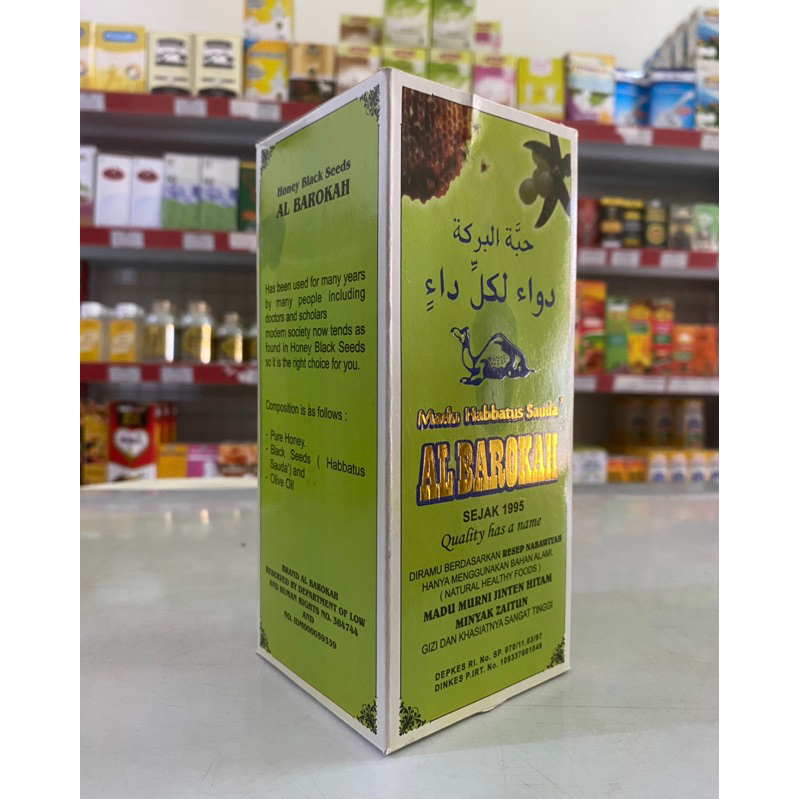 Honey Black Seeds
AL BAROKAH
Has been used for many years
by many people including
doctors and scholars
modern society now tends as
found in Honey Black Seeds
so it is the right choice for you.
Composition is as follows :
- Pure Honey.
- Black Seeds ( Habbatus
Sauda') and
- Olive Oil
BRAND AL BAROKAH
RESERVED BY DEPARTMENT OF LOW
AND HUMAN RIGHTS NO. 384744
AND
NO. IDM000089339
حبَّة البركة
دواء لكلِّ داءٍ
Madu Habbatus Sauda'
AL BAROKAH
SEJAK 1995
Quality has a name
DIRAMU BERDASARKAN RESEP NABAWIYAH
HANYA MENGGUNAKAN BAHAN ALAMI.
( NATURAL HEALTHY FOODS )
MADU MURNI JINTEN HITAM
MINYAK ZAITUN
GIZI DAN KHASIATNYA SANGAT TINGGI
DEPKES RI. No. SP. 070/11.03/97
DINKES P.IRT. No. 109337601049